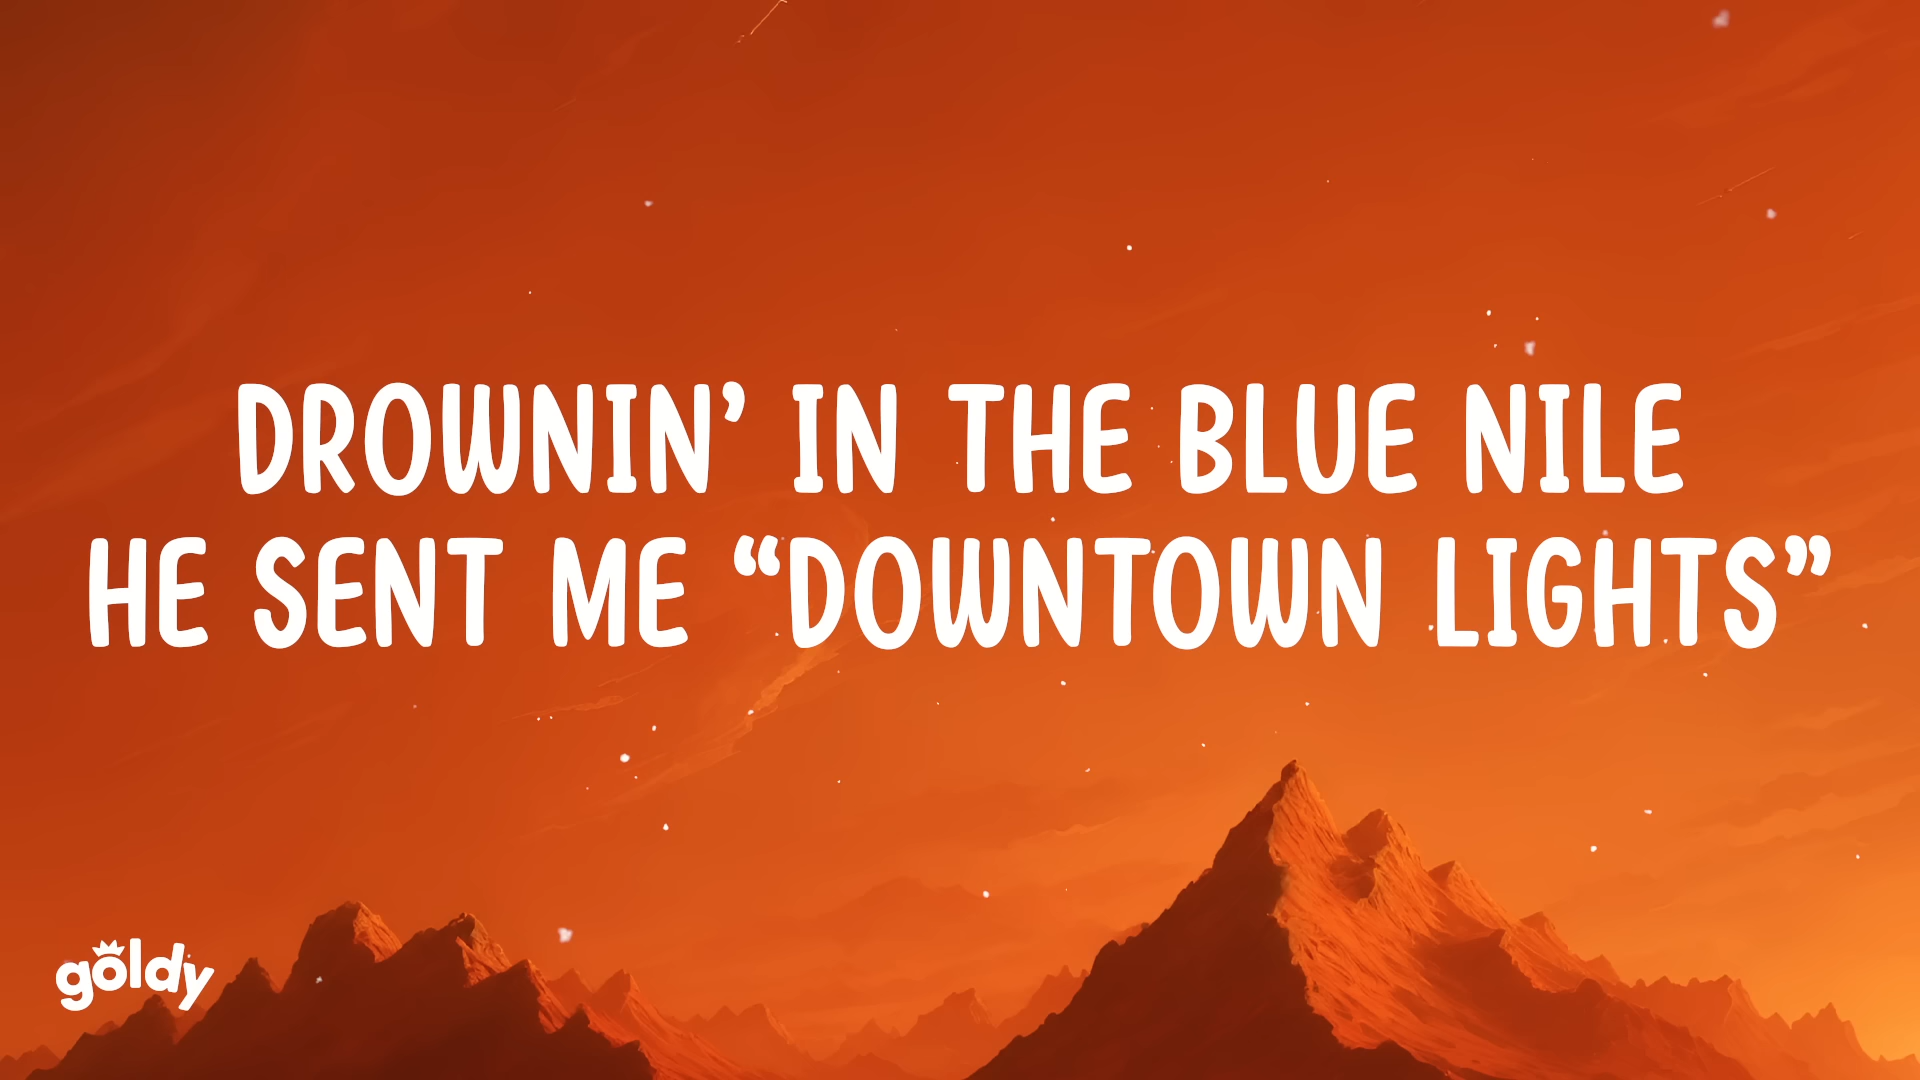 DROWNIN’ IN THE BLUE NILE
HE SENT ME “DOWNTOWN LIGHTS”
goldy